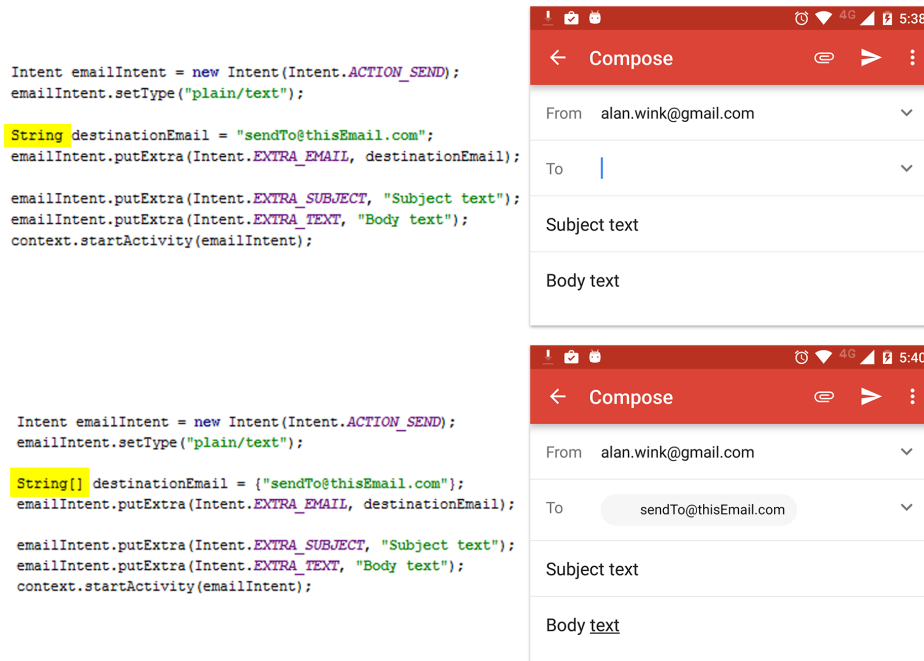 Intent emailIntent = new Intent(Intent.ACTION_SEND);
emailIntent.setType("plain/text");
String destinationEmail = "sendTo@thisEmail.com";
emailIntent.putExtra(Intent.EXTRA_EMAIL, destinationEmail);
emailIntent.putExtra(Intent.EXTRA_SUBJECT, "Subject text");
emailIntent.putExtra(Intent.EXTRA_TEXT, "Body text");
context.startActivity(emailIntent);
4G 5:38
Compose
From alan.wink@gmail.com
To
Subject text
Body text
Intent emailIntent = new Intent(Intent.ACTION_SEND);
emailIntent.setType("plain/text");
String[] destinationEmail = {"sendTo@thisEmail.com"};
emailIntent.putExtra(Intent.EXTRA_EMAIL, destinationEmail);
emailIntent.putExtra(Intent.EXTRA_SUBJECT, "Subject text");
emailIntent.putExtra(Intent.EXTRA_TEXT, "Body text");
context.startActivity(emailIntent);
4G 5:40
Compose
From alan.wink@gmail.com
To sendTo@thisEmail.com
Subject text
Body text